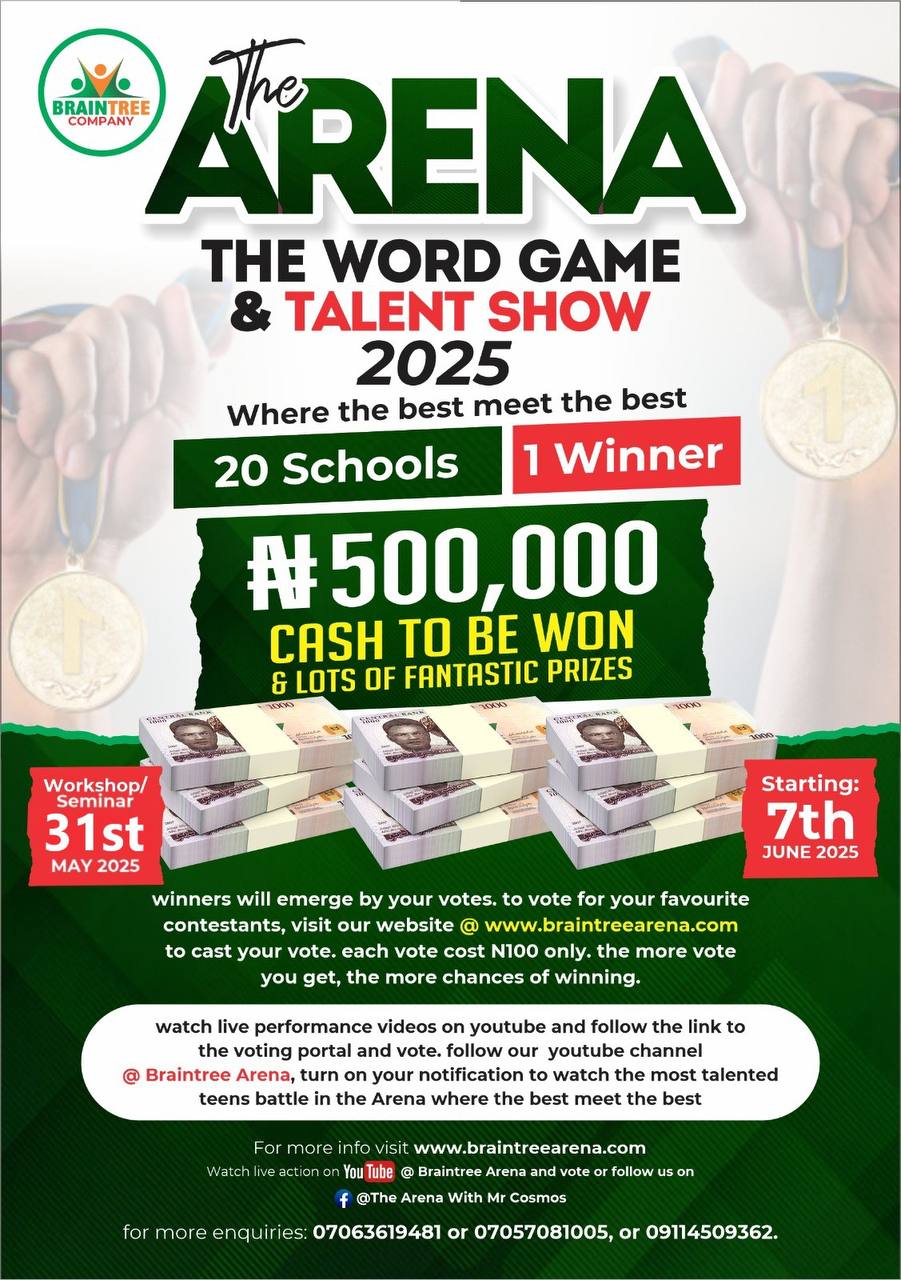 BRAINTREE
COMPANY
The
ARENA
THE WORD GAME
& TALENT SHOW
2025
Where the best meet the best
20 Schools
1 Winner
₦500,000
CASH TO BE WON
& LOTS OF FANTASTIC PRIZES
Workshop/
Seminar
31st
MAY 2025
Starting:
7th
JUNE 2025
winners will emerge by your votes. to vote for your favourite
contestants, visit our website @ www.braintreearena.com
to cast your vote. each vote cost N100 only. the more vote
you get, the more chances of winning.
watch live performance videos on youtube and follow the link to
the voting portal and vote. follow our youtube channel
@ Braintree Arena, turn on your notification to watch the most talented
teens battle in the Arena where the best meet the best
For more info visit www.braintreearena.com
Watch live action on YouTube @ Braintree Arena and vote or follow us on
f @The Arena With Mr Cosmos
for more enquiries: 07063619481 or 07057081005, or 09114509362.